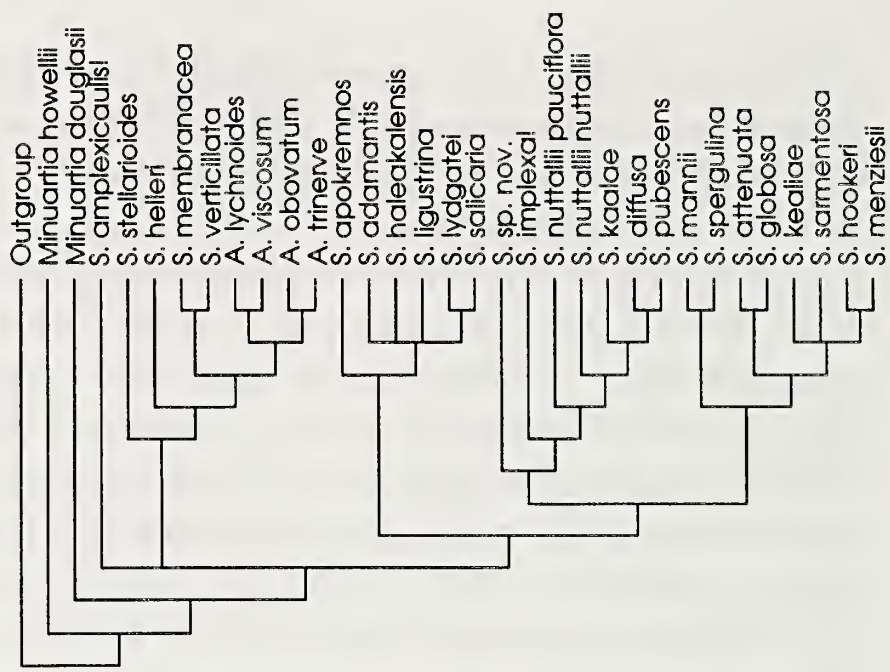 Outgroup
Minuartia howellii
Minuartia douglasii
S. amplexicaulis!
S. stellarioides
S. helleri
S. membranacea
S. verticillata
A. lychnoides
A. viscosum
A. obovatum
A. trinerve
S. apokremnos
S. adamantis
S. haleakalensis
S. ligustrina
S. lydgatei
S. salicaria
S. sp. nov.
S. implexa!
S. nuttallii pauciflora
S. nuttallii nuttallii
S. kaalae
S. diffusa
S. pubescens
S. mannii
S. spergulina
S. attenuata
S. globosa
S. kealiae
S. sarmentosa
S. hookeri
S. menziesii